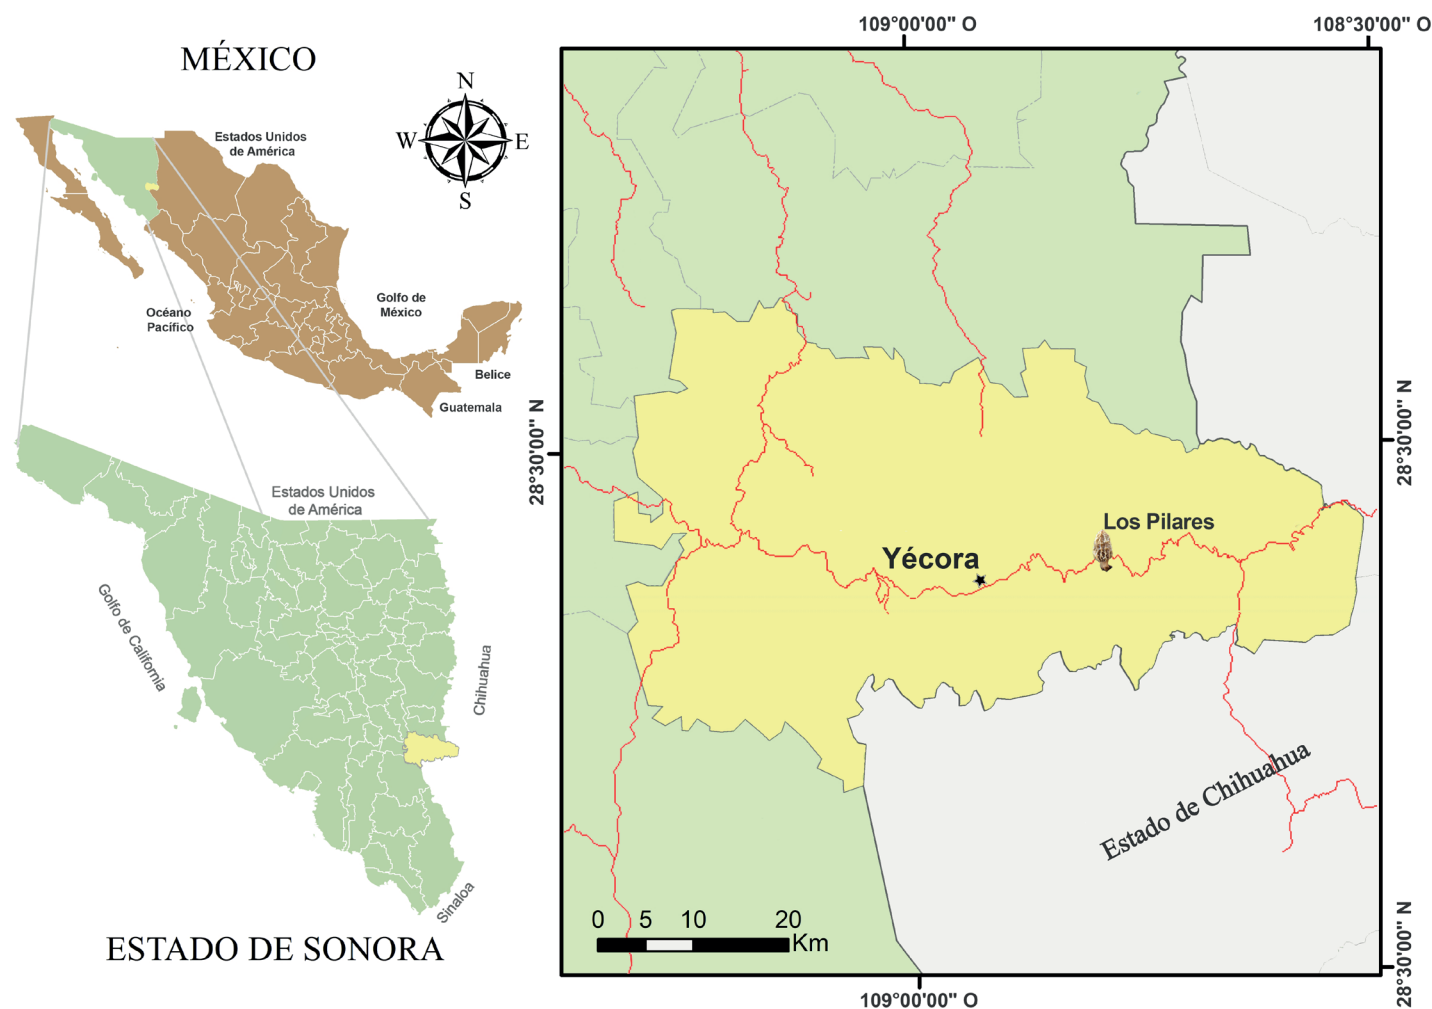 MÉXICO
N
W
E
S
Estados Unidos
de América
Golfo de
México
Océano
Pacífico
Belice
Guatemala
Estados Unidos
de América
Golfo de California
Chihuahua
Sinaloa
ESTADO DE SONORA
109°00'00" O
108°30'00" O
28°30'00" N
28°30'00" N
Los Pilares
Yécora
Estado de Chihuahua
0 5 10 20
Km
28°30'00" N
109°00'00" O